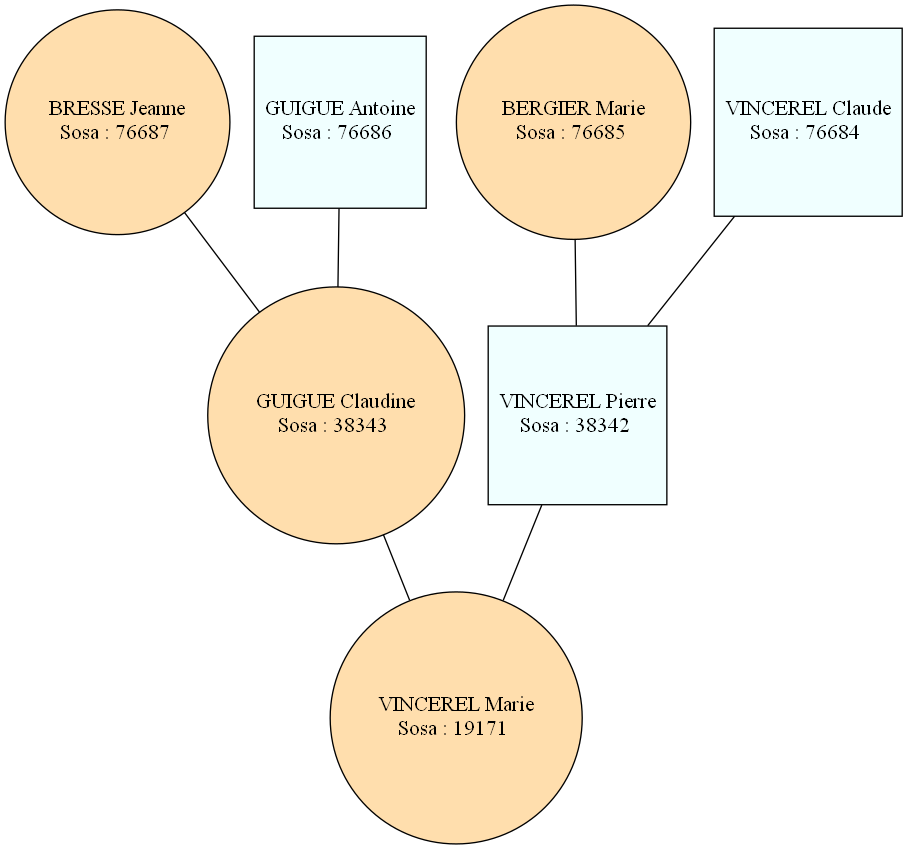 BRESSE Jeanne
Sosa : 76687
GUIGUE Antoine
Sosa : 76686
BERGIER Marie
Sosa : 76685
VINCEREL Claude
Sosa : 76684
GUIGUE Claudine
Sosa : 38343
VINCEREL Pierre
Sosa : 38342
VINCEREL Marie
Sosa : 19171